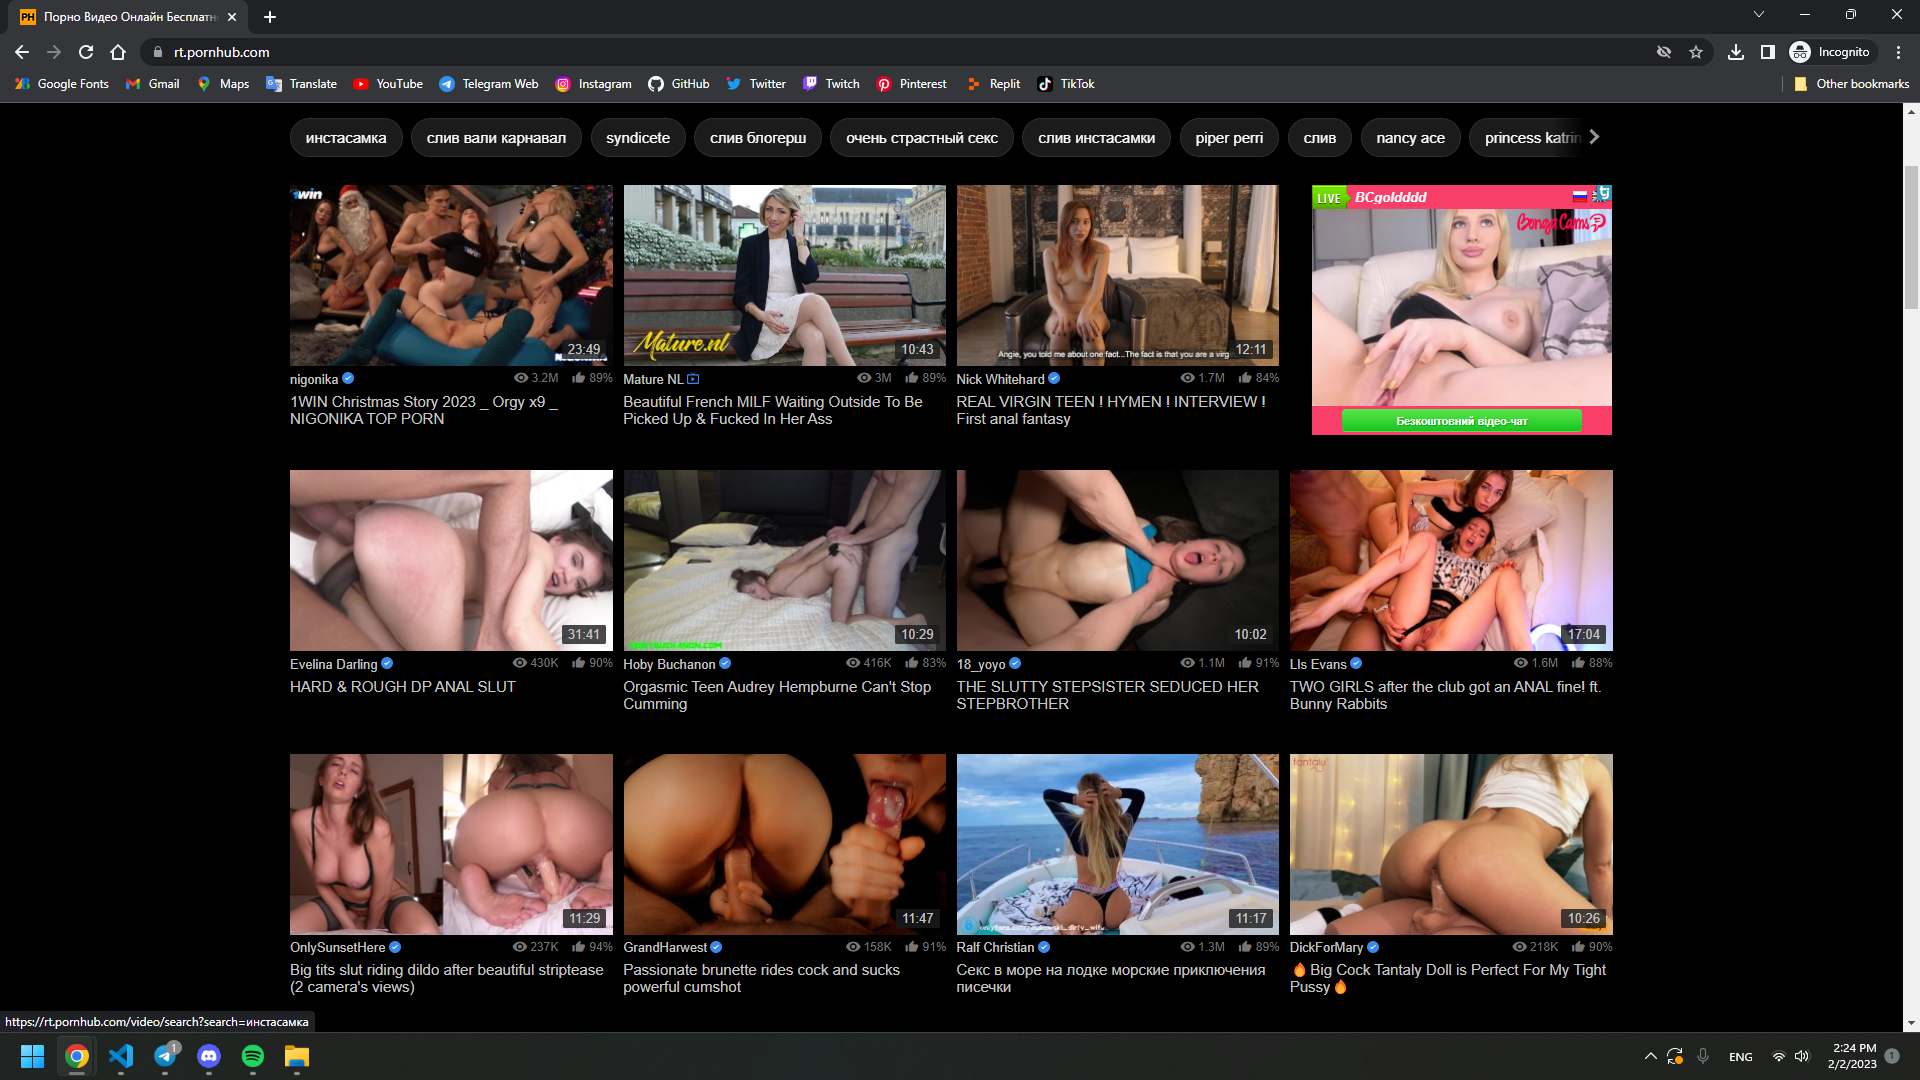 Порно Видео Онлайн Бесплатн
rt.pornhub.com
Incognito
Google Fonts
Gmail
Maps
Translate
YouTube
Telegram Web
Instagram
GitHub
Twitter
Twitch
Pinterest
Replit
TikTok
Other bookmarks
инстасамка
слив вали карнавал
syndicete
слив блогерш
очень страстный секс
слив инстасамки
piper perri
слив
nancy ace
princess katrin
1win
23:49
nigonika
3.2M
89%
1WIN Christmas Story 2023 _ Orgy x9 _
NIGONIKA TOP PORN
Mature.nl
10:43
Mature NL
3M
89%
Beautiful French MILF Waiting Outside To Be
Picked Up & Fucked In Her Ass
Angie, you told me about one fact...The fact is that you are a virg
12:11
Nick Whitehard
1.7M
84%
REAL VIRGIN TEEN ! HYMEN ! INTERVIEW !
First anal fantasy
LIVE
BCgoldddd
BongaCams
Безкоштовний відео-чат
31:41
Evelina Darling
430K
90%
HARD & ROUGH DP ANAL SLUT
10:29
Hoby Buchanon
416K
83%
Orgasmic Teen Audrey Hempburne Can't Stop
Cumming
10:02
18_yoyo
1.1M
91%
THE SLUTTY STEPSISTER SEDUCED HER
STEPBROTHER
17:04
LIs Evans
1.6M
88%
TWO GIRLS after the club got an ANAL fine! ft.
Bunny Rabbits
11:29
OnlySunsetHere
237K
94%
Big tits slut riding dildo after beautiful striptease
(2 camera's views)
11:47
GrandHarwest
158K
91%
Passionate brunette rides cock and sucks
powerful cumshot
11:17
Ralf Christian
1.3M
89%
Секс в море на лодке морские приключения
писечки
tantaly
10:26
DickForMary
218K
90%
🔥Big Cock Tantaly Doll is Perfect For My Tight
Pussy🔥
https://rt.pornhub.com/video/search?search=инстасамка
1
ENG
2:24 PM
2/2/2023
1